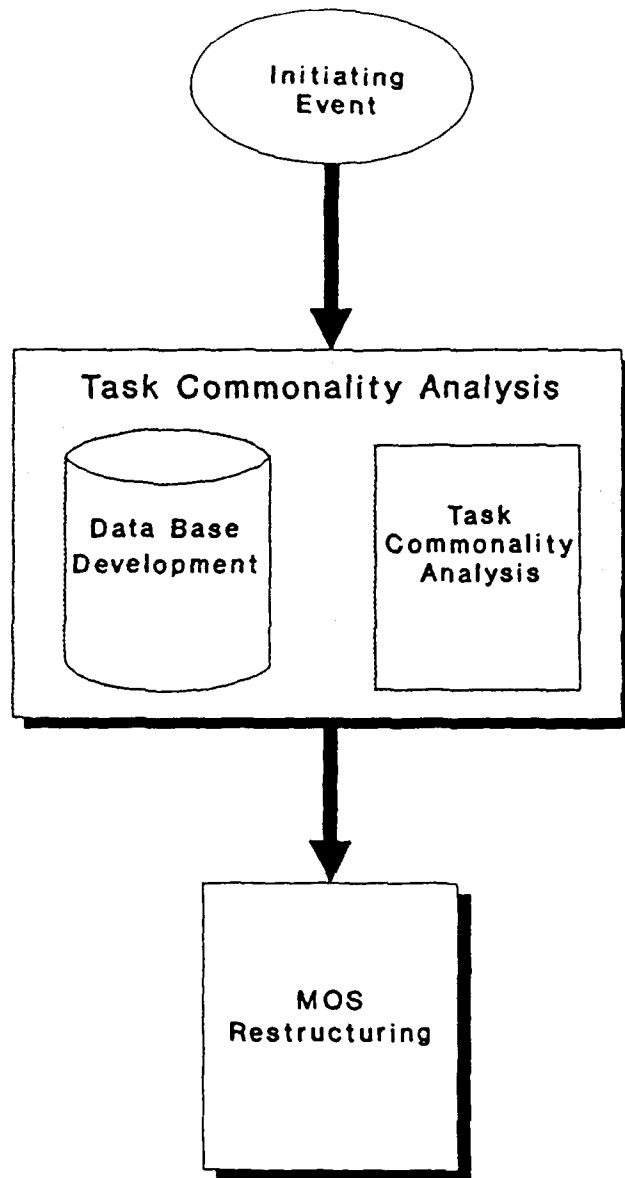 Initiating
Event
Task Commonality Analysis
Data Base
Development
Task
Commonality
Analysis
MOS
Restructuring